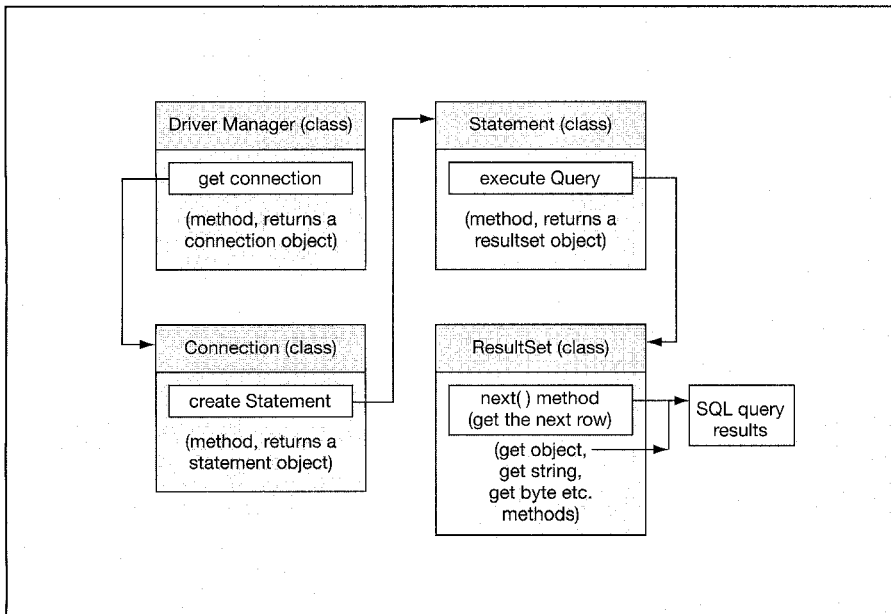 Driver Manager (class)
get connection
(method, returns a
connection object)
Connection (class)
create Statement
(method, returns a
statement object)
Statement (class)
execute Query
(method, returns a
resultset object)
ResultSet (class)
next( ) method
(get the next row)
(get object,
get string,
get byte etc.
methods)
SQL query
results